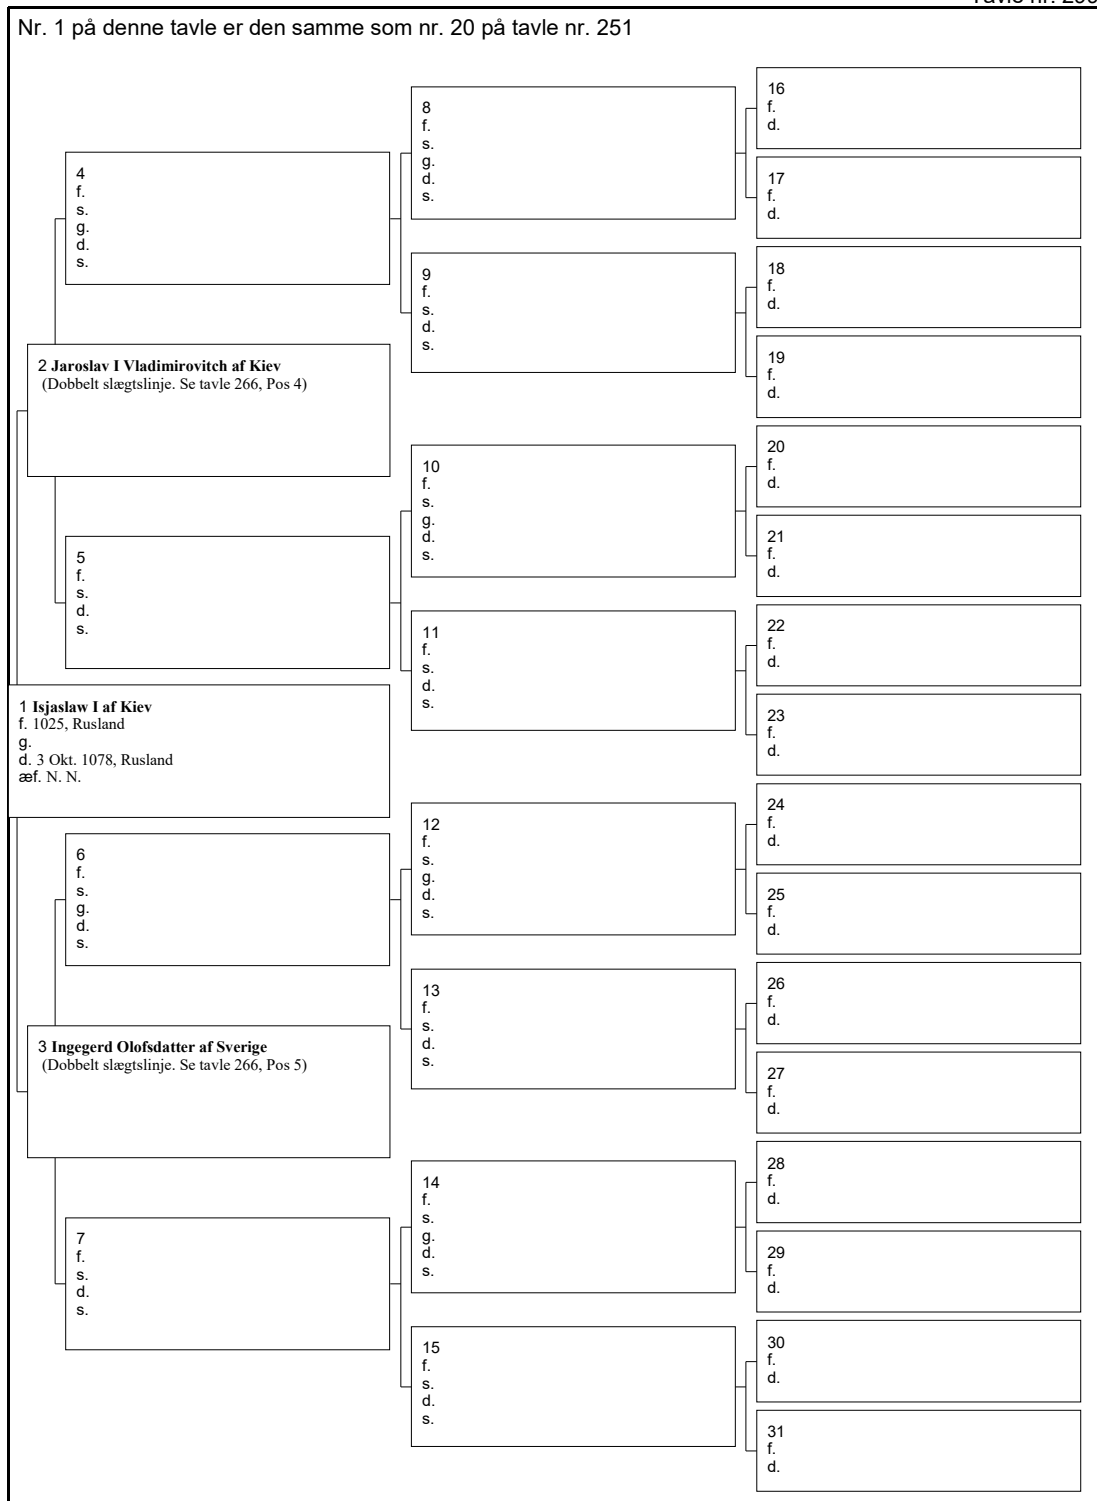 Nr. 1 på denne tavle er den samme som nr. 20 på tavle nr. 251
16
f.
d.
8
f.
s.
g.
d.
s.
17
f.
d.
4
f.
s.
g.
d.
s.
18
f.
d.
9
f.
s.
d.
s.
19
f.
d.
2 Jaroslav I Vladimirovitch af Kiev
(Dobbelt slægtslinje. Se tavle 266, Pos 4)
20
f.
d.
10
f.
s.
g.
d.
s.
21
f.
d.
5
f.
s.
d.
s.
22
f.
d.
11
f.
s.
d.
s.
23
f.
d.
1 Isjaslaw I af Kiev
f. 1025, Rusland
g.
d. 3 Okt. 1078, Rusland
æf. N. N.
24
f.
d.
12
f.
s.
g.
d.
s.
25
f.
d.
6
f.
s.
g.
d.
s.
26
f.
d.
13
f.
s.
d.
s.
27
f.
d.
3 Ingegerd Olofsdatter af Sverige
(Dobbelt slægtslinje. Se tavle 266, Pos 5)
28
f.
d.
14
f.
s.
g.
d.
s.
29
f.
d.
7
f.
s.
d.
s.
30
f.
d.
15
f.
s.
d.
s.
31
f.
d.